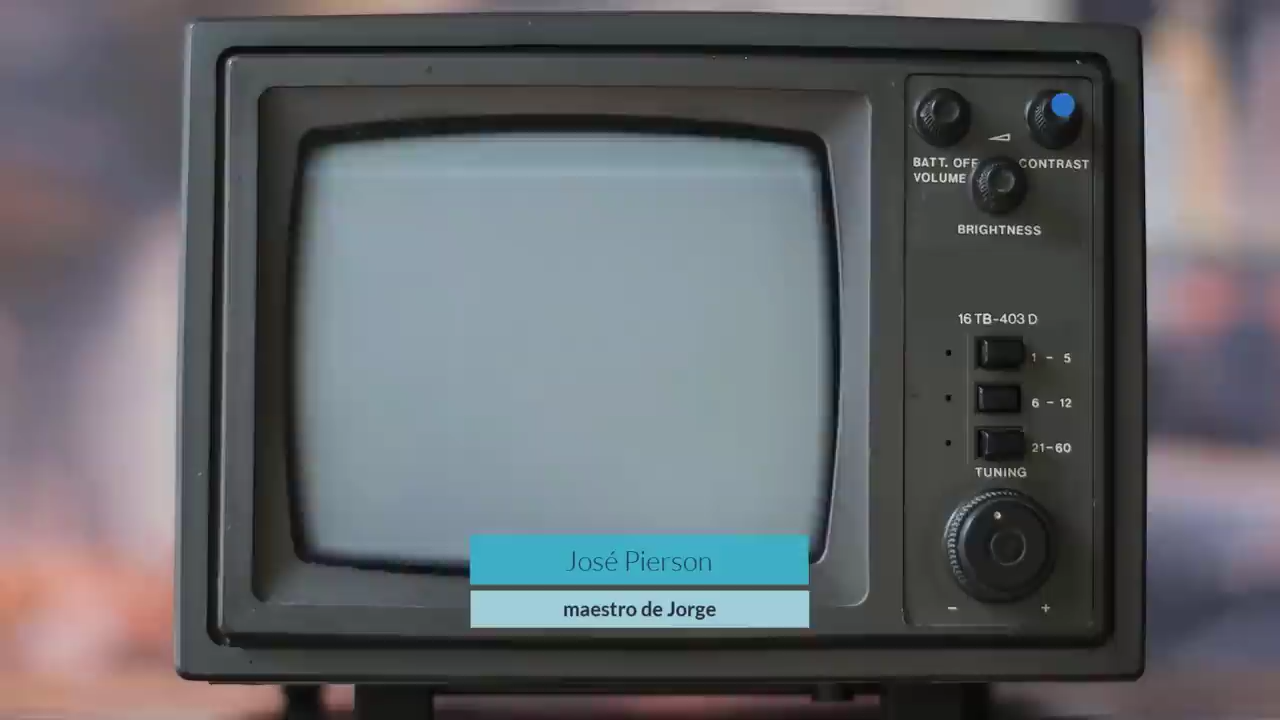 BATT. OFF
VOLUME
CONTRAST
BRIGHTNESS
16 TB-403 D
1 - 5
6 - 12
21-60
TUNING
- +
José Pierson
maestro de Jorge